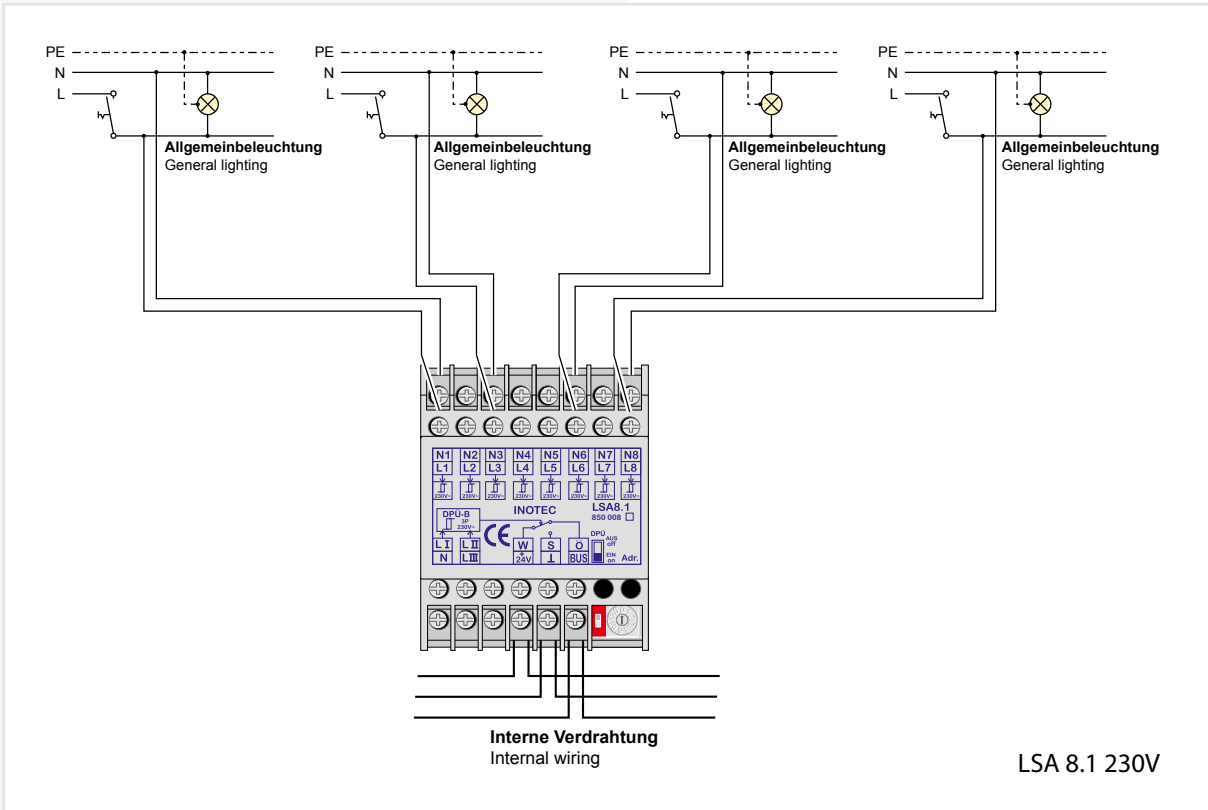 PE PE PE PE
N N N N
L L L L
Allgemeinbeleuchtung Allgemeinbeleuchtung Allgemeinbeleuchtung Allgemeinbeleuchtung
General lighting General lighting General lighting General lighting
N1 N2 N3 N4 N5 N6 N7 N8
L1 L2 L3 L4 L5 L6 L7 L8
230V~ 230V~ 230V~ 230V~ 230V~ 230V~ 230V~ 230V~
DPÜ-B
3P
230V~
INOTEC
LSA8.1
850 008
CE
DPÜ
AUS
off
L I L II W S Ö
N L III + 24V ⊥ BUS
EIN
on
Adr.
Interne Verdrahtung
Internal wiring
LSA 8.1 230V